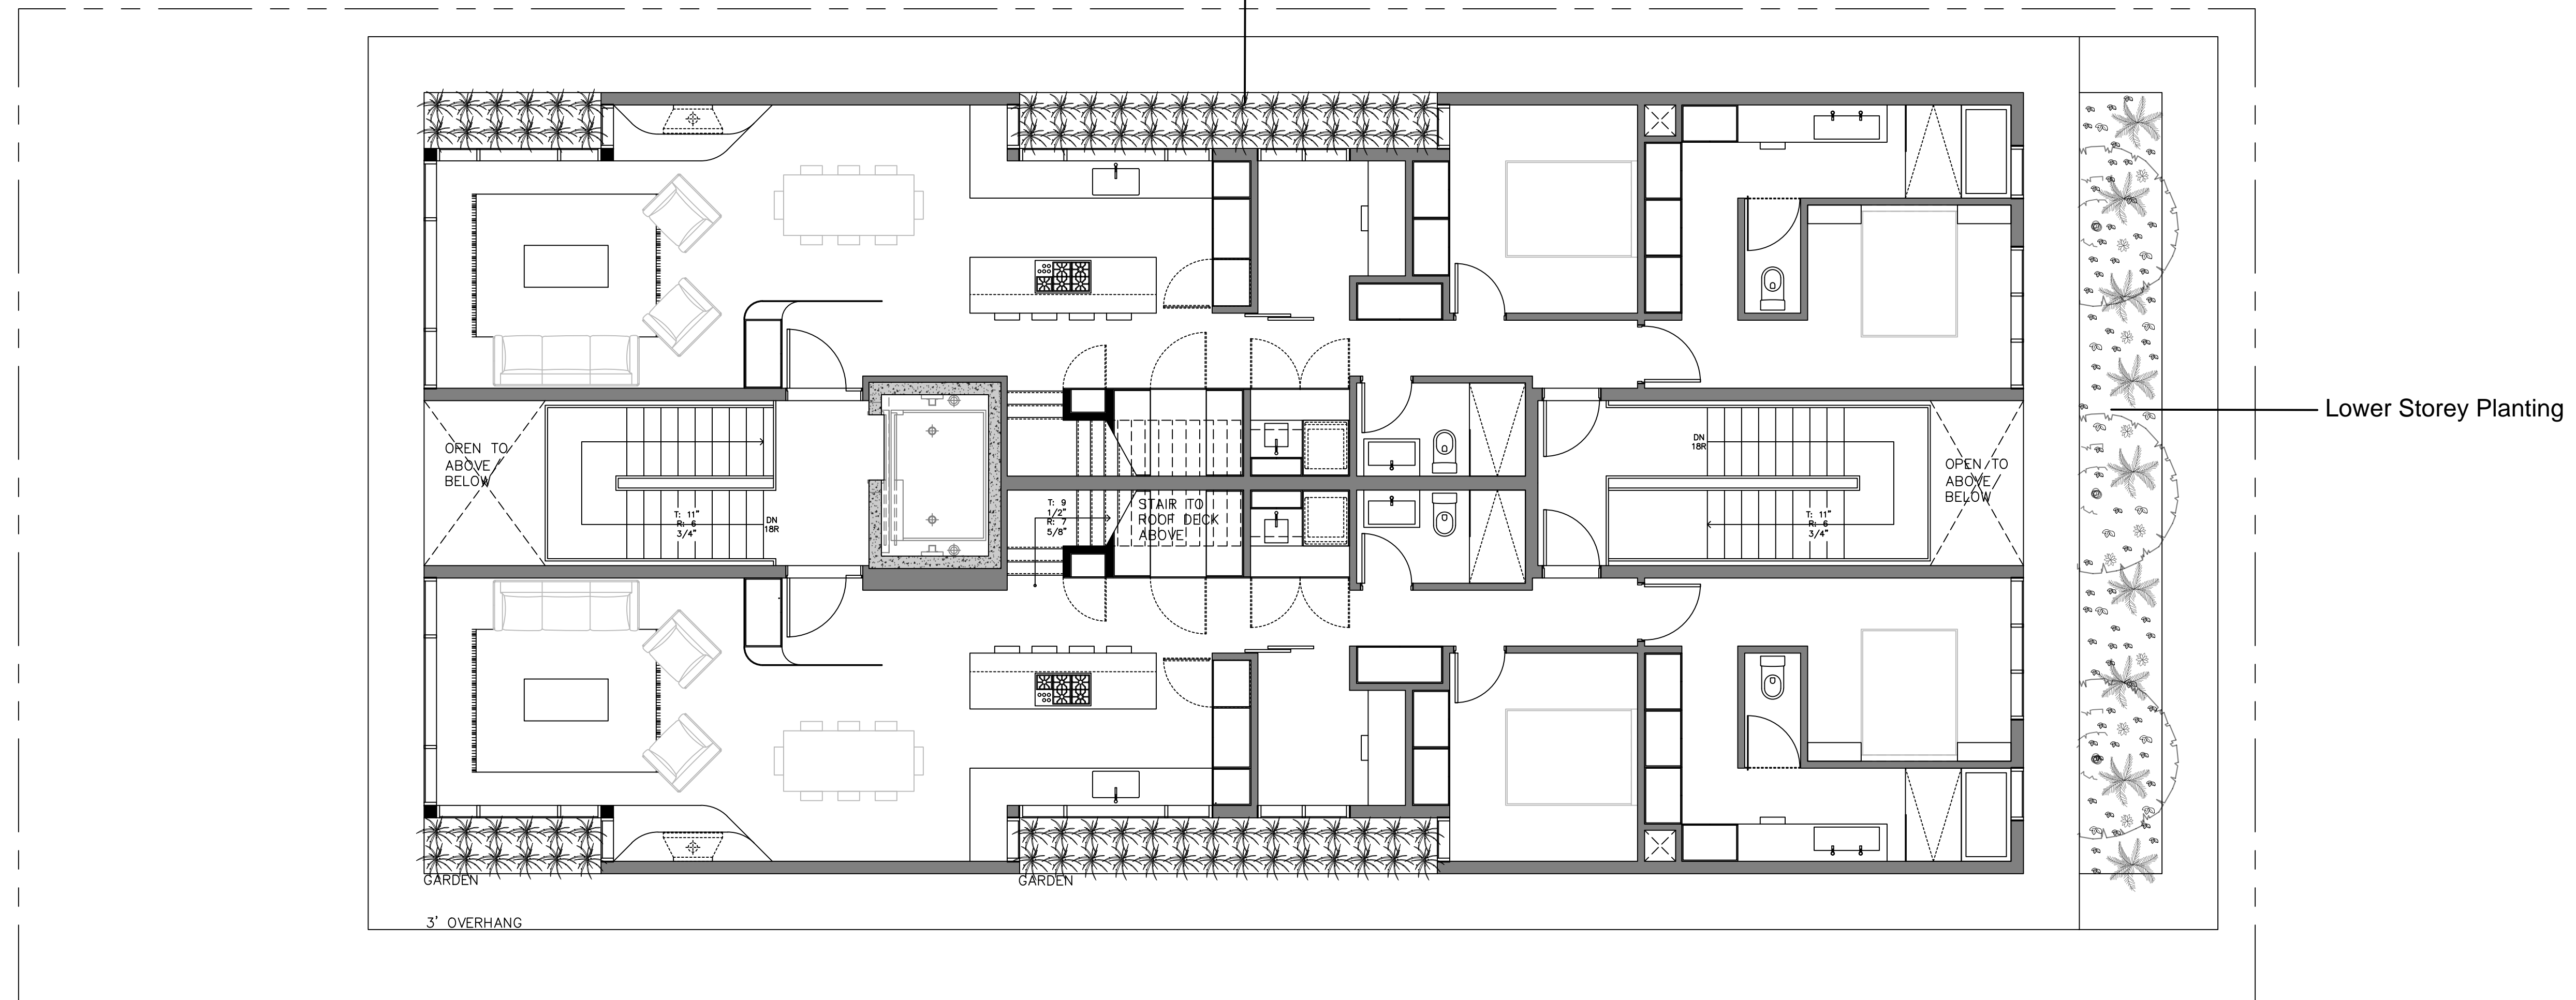 OPEN TO
ABOVE/
BELOW
T: 11"
R: 6
3/4"
DN
18R
T: 9
1/2"
R: 7
5/8"
STAIR TO
ROOF DECK
ABOVE
DN
18R
T: 11"
R: 6
3/4"
OPEN TO
ABOVE/
BELOW
Lower Storey Planting
GARDEN
GARDEN
3' OVERHANG